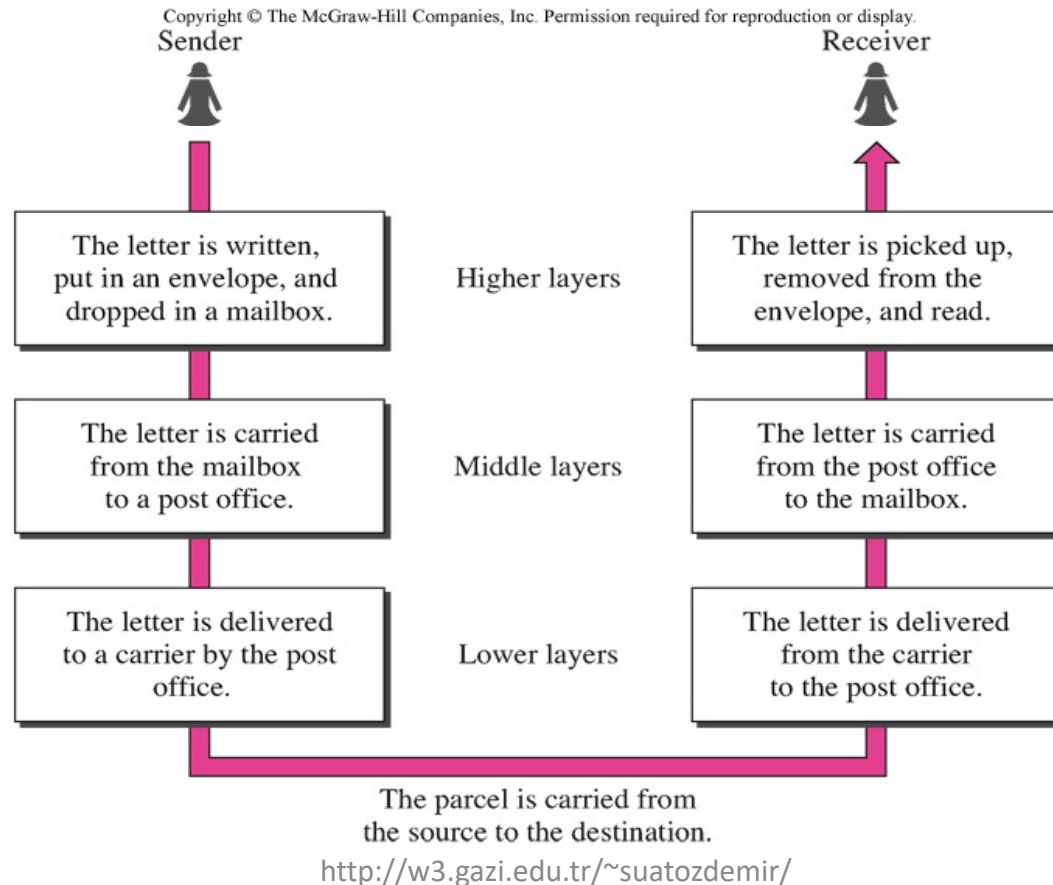 Copyright © The McGraw-Hill Companies, Inc. Permission required for reproduction or display.
Sender
Receiver
The letter is written,
put in an envelope, and
dropped in a mailbox.
Higher layers
The letter is picked up,
removed from the
envelope, and read.
The letter is carried
from the mailbox
to a post office.
Middle layers
The letter is carried
from the post office
to the mailbox.
The letter is delivered
to a carrier by the post
office.
Lower layers
The letter is delivered
from the carrier
to the post office.
The parcel is carried from
the source to the destination.
http://w3.gazi.edu.tr/~suatozdemir/